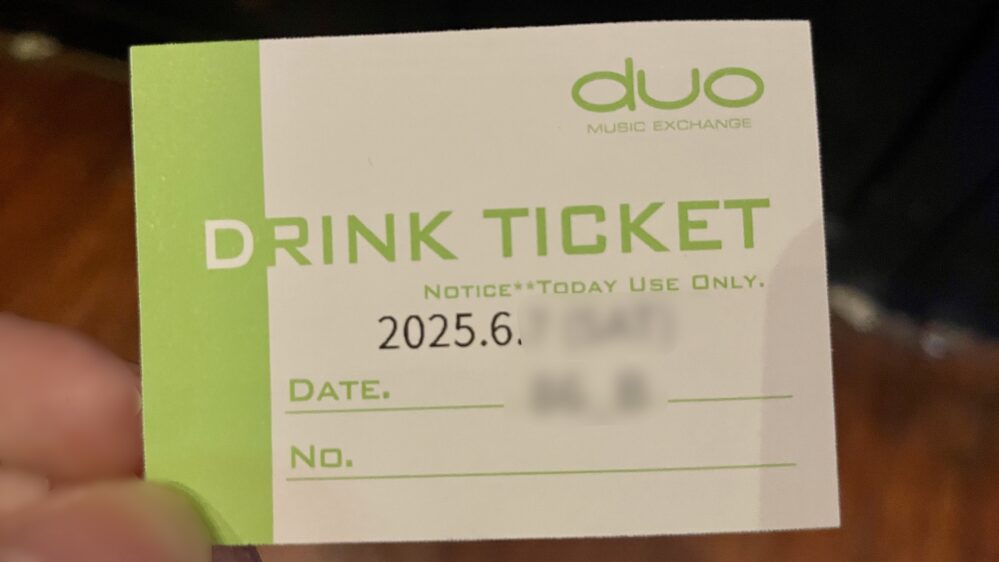 duo
MUSIC EXCHANGE
DRINK TICKET
NOTICE**TODAY USE ONLY.
2025.6.
DATE.
NO.